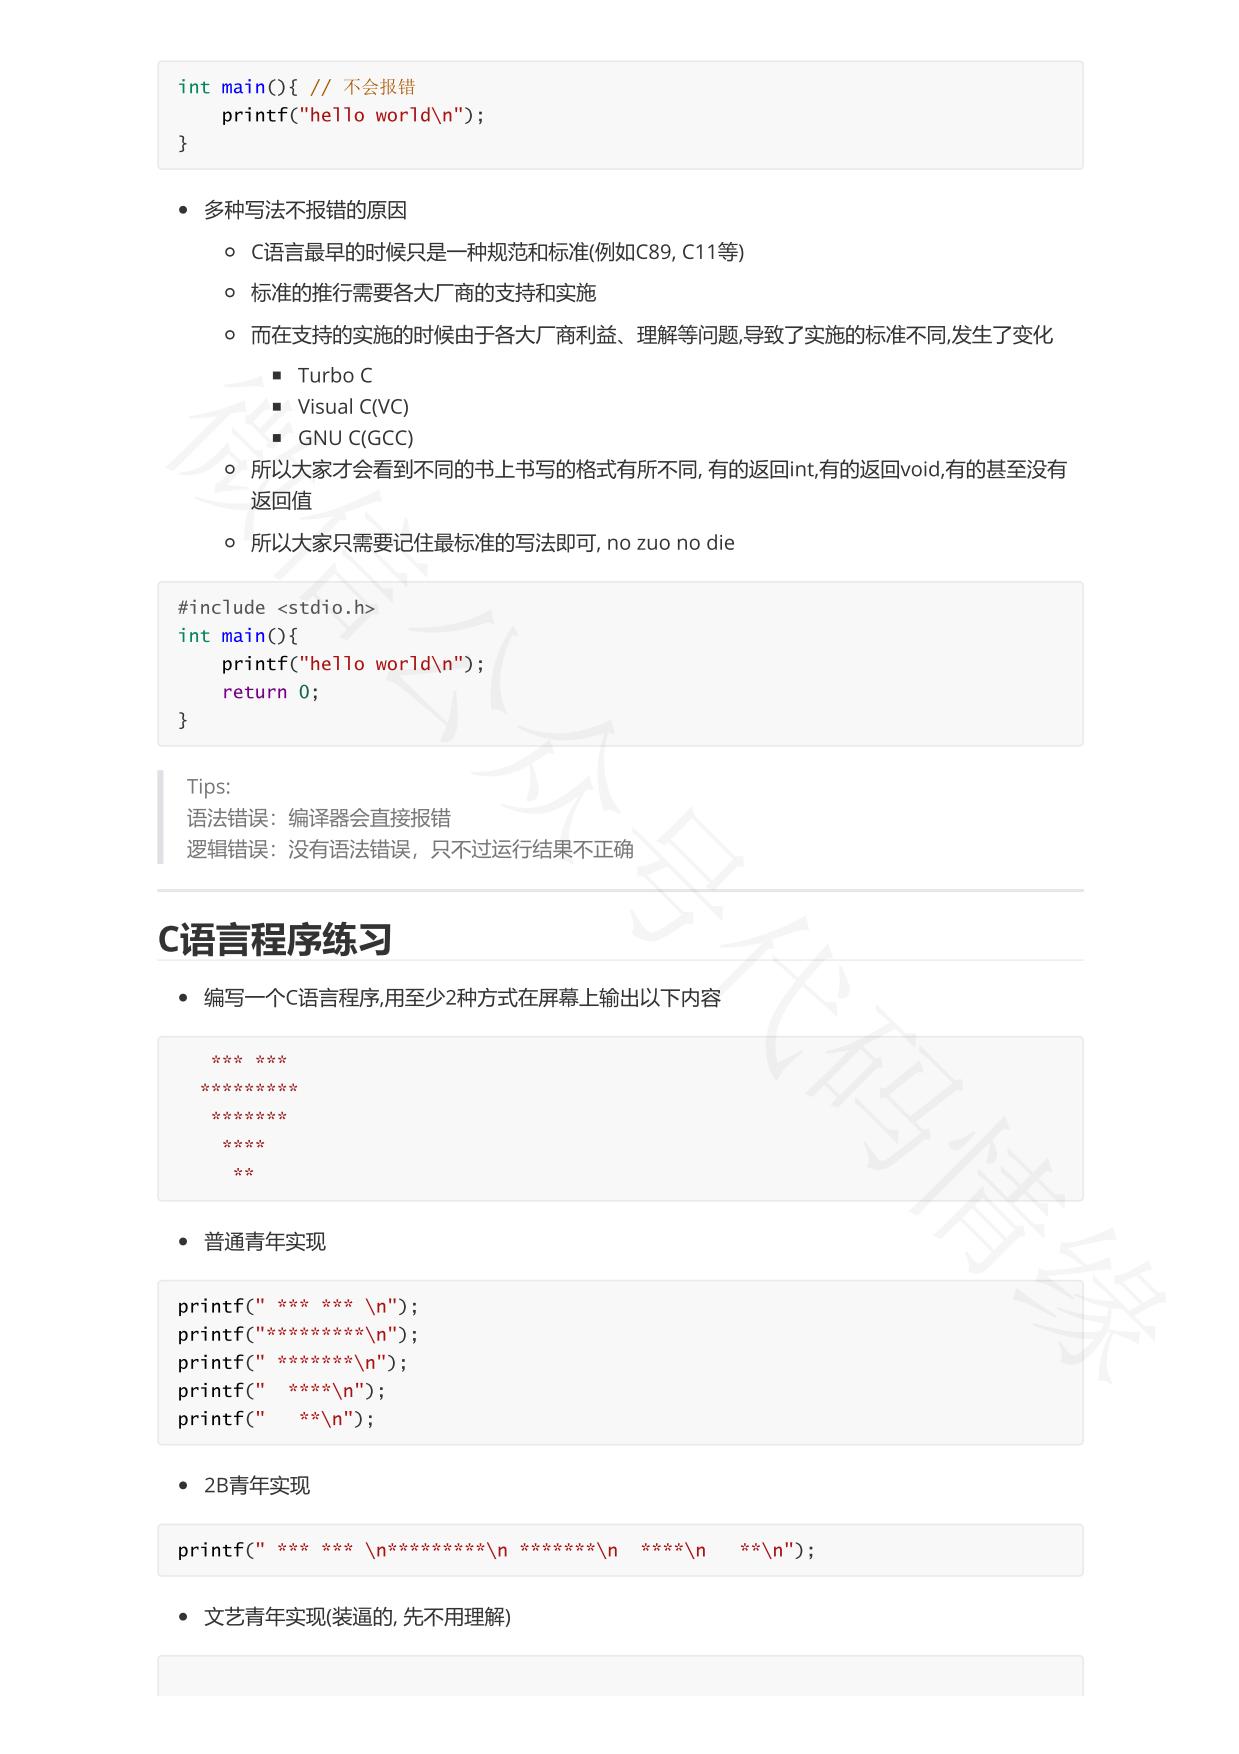 int main(){ // 不会报错
    printf("hello world\n");
}
多种写法不报错的原因
C语言最早的时候只是一种规范和标准(例如C89, C11等)
标准的推行需要各大厂商的支持和实施
而在支持的实施的时候由于各大厂商利益、理解等问题,导致了实施的标准不同,发生了变化
Turbo C
Visual C(VC)
GNU C(GCC)
所以大家才会看到不同的书上书写的格式有所不同, 有的返回int,有的返回void,有的甚至没有
返回值
所以大家只需要记住最标准的写法即可, no zuo no die
#include <stdio.h>
int main(){
    printf("hello world\n");
    return 0;
}
Tips:
语法错误：编译器会直接报错
逻辑错误：没有语法错误，只不过运行结果不正确
C语言程序练习
编写一个C语言程序,用至少2种方式在屏幕上输出以下内容
   *** ***
  *********
   *******
    ****
     **
普通青年实现
printf(" *** *** \n");
printf("*********\n");
printf(" *******\n");
printf("  ****\n");
printf("   **\n");
2B青年实现
printf(" *** *** \n*********\n *******\n  ****\n   **\n");
文艺青年实现(装逼的, 先不用理解)
微信公众号代码情缘